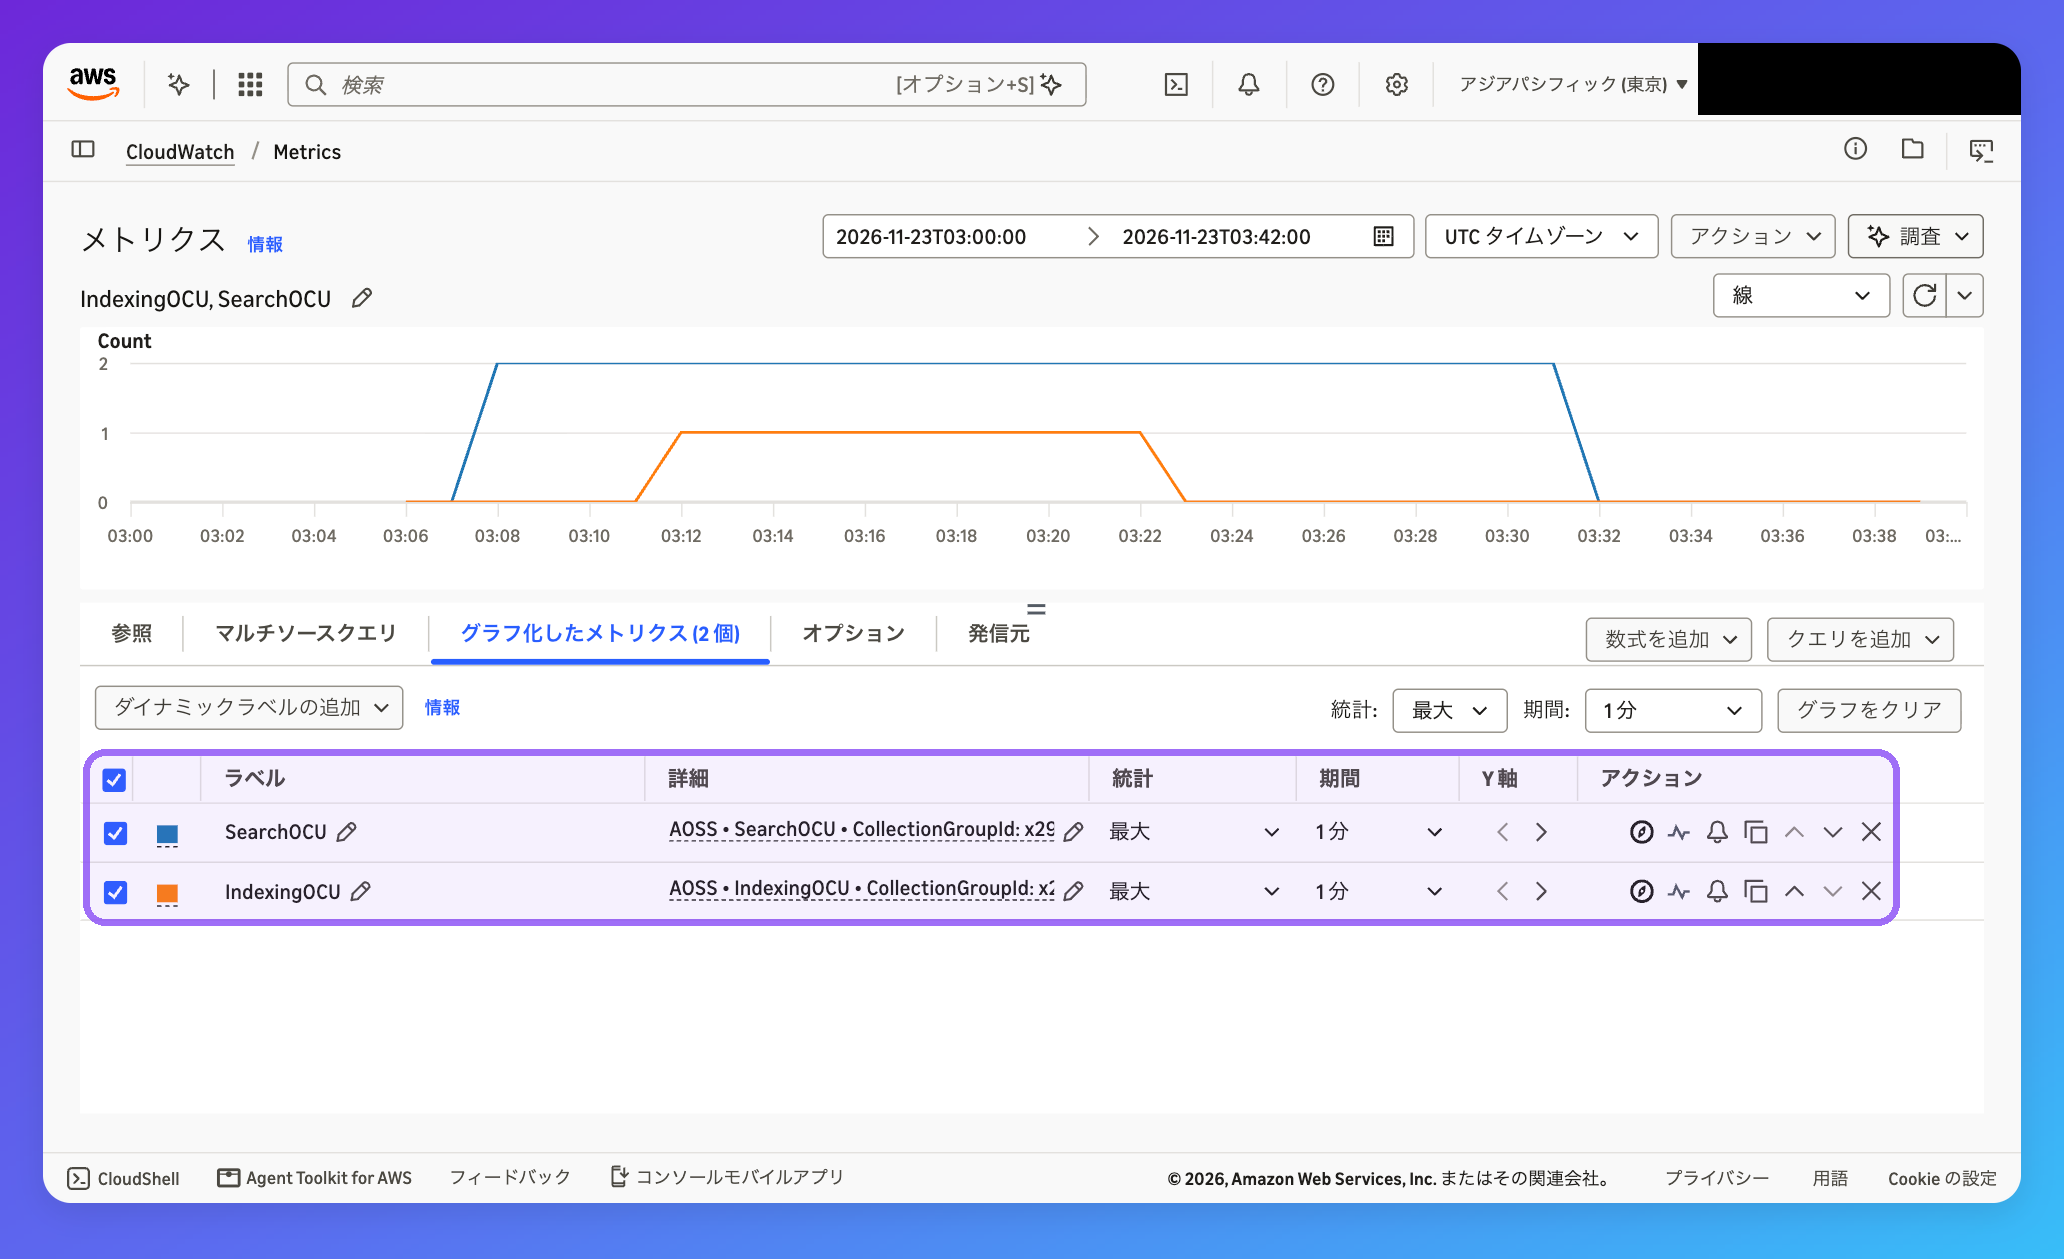 aws
検索 [オプション+S]
アジアパシフィック (東京) ▼
CloudWatch / Metrics
メトリクス 情報
2026-11-23T03:00:00 > 2026-11-23T03:42:00
UTC タイムゾーン
アクション
調査
IndexingOCU, SearchOCU
線
Count
2
1
0
03:00 03:02 03:04 03:06 03:08 03:10 03:12 03:14 03:16 03:18 03:20 03:22 03:24 03:26 03:28 03:30 03:32 03:34 03:36 03:38 03:...
参照 マルチソースクエリ グラフ化したメトリクス (2 個) オプション 発信元
数式を追加 クエリを追加
ダイナミックラベルの追加 情報
統計: 最大 期間: 1 分 グラフをクリア
ラベル 詳細 統計 期間 Y 軸 アクション
SearchOCU AOSS • SearchOCU • CollectionGroupId: x29 最大 1 分
IndexingOCU AOSS • IndexingOCU • CollectionGroupId: x2 最大 1 分
CloudShell Agent Toolkit for AWS フィードバック コンソールモバイルアプリ
© 2026, Amazon Web Services, Inc. またはその関連会社。 プライバシー 用語 Cookie の設定